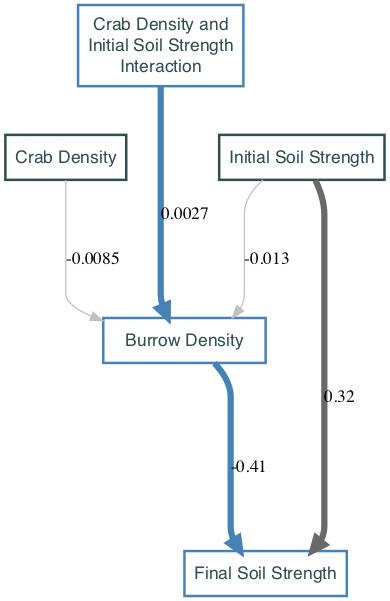 Crab Density and
Initial Soil Strength
Interaction
Crab Density
Initial Soil Strength
0.0027
-0.0085
-0.013
Burrow Density
0.32
-0.41
Final Soil Strength